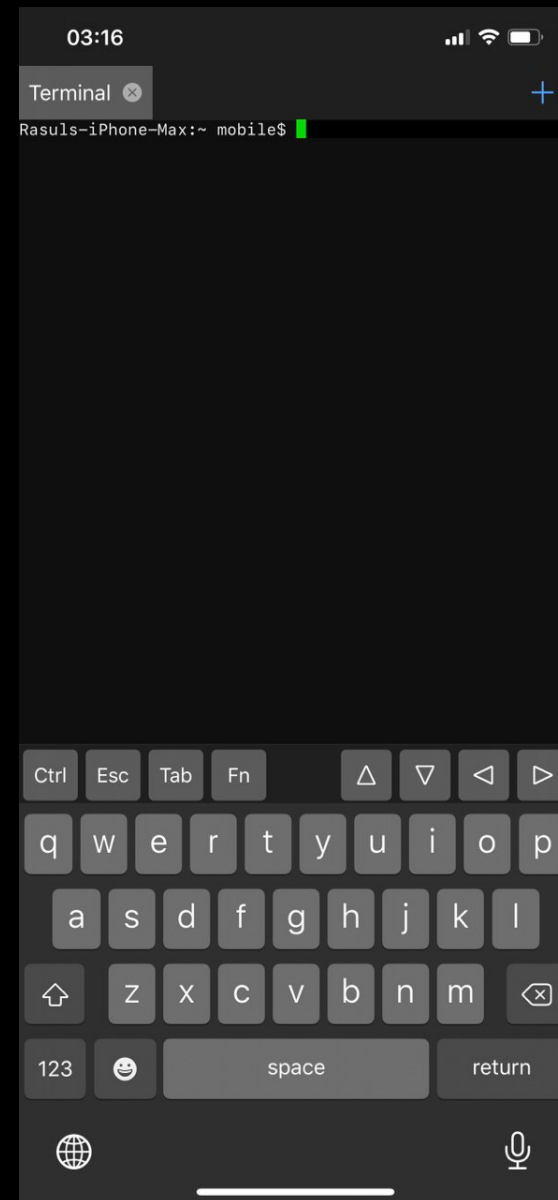 03:16
Terminal
Rasuls-iPhone-Max:~ mobile$
Ctrl Esc Tab Fn
q w e r t y u i o p
a s d f g h j k l
z x c v b n m
123 space return